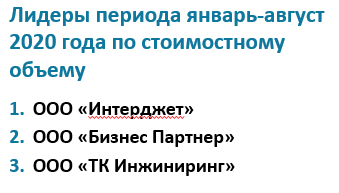 Лидеры периода январь-август
2020 года по стоимостному
объему
1. ООО «Интерджет»
2. ООО «Бизнес Партнер»
3. ООО «ТК Инжиниринг»